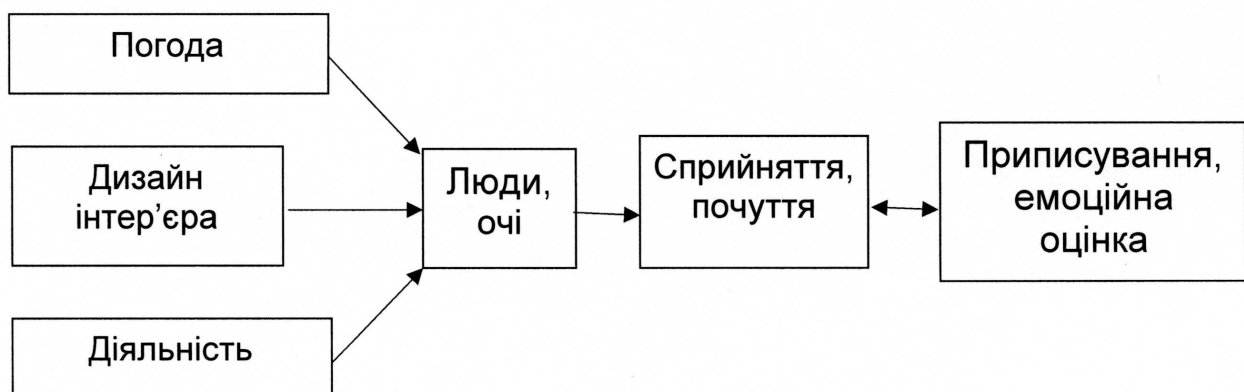 Погода
Дизайн
інтер’єра
Діяльність
Люди,
очі
Сприйняття,
почуття
Приписування,
емоційна
оцінка